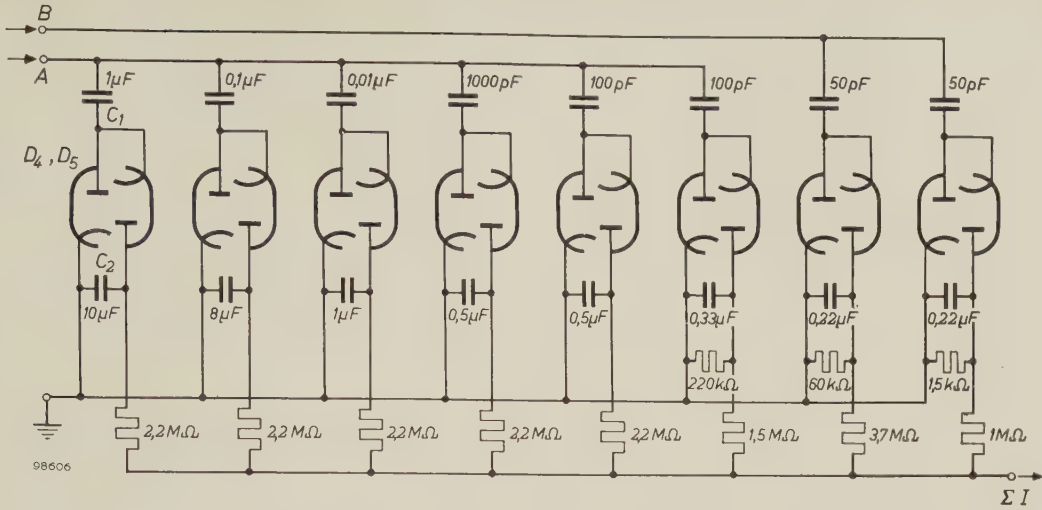 B
A
1μF
0,1μF
0,01μF
1000pF
100pF
100pF
50pF
50pF
C1
D4, D5
C2
10μF
8μF
1μF
0,5μF
0,5μF
0,33μF
0,22μF
0,22μF
220kΩ
60kΩ
1,5kΩ
2,2MΩ
2,2MΩ
2,2MΩ
2,2MΩ
2,2MΩ
1,5MΩ
3,7MΩ
1MΩ
98606
Σ I